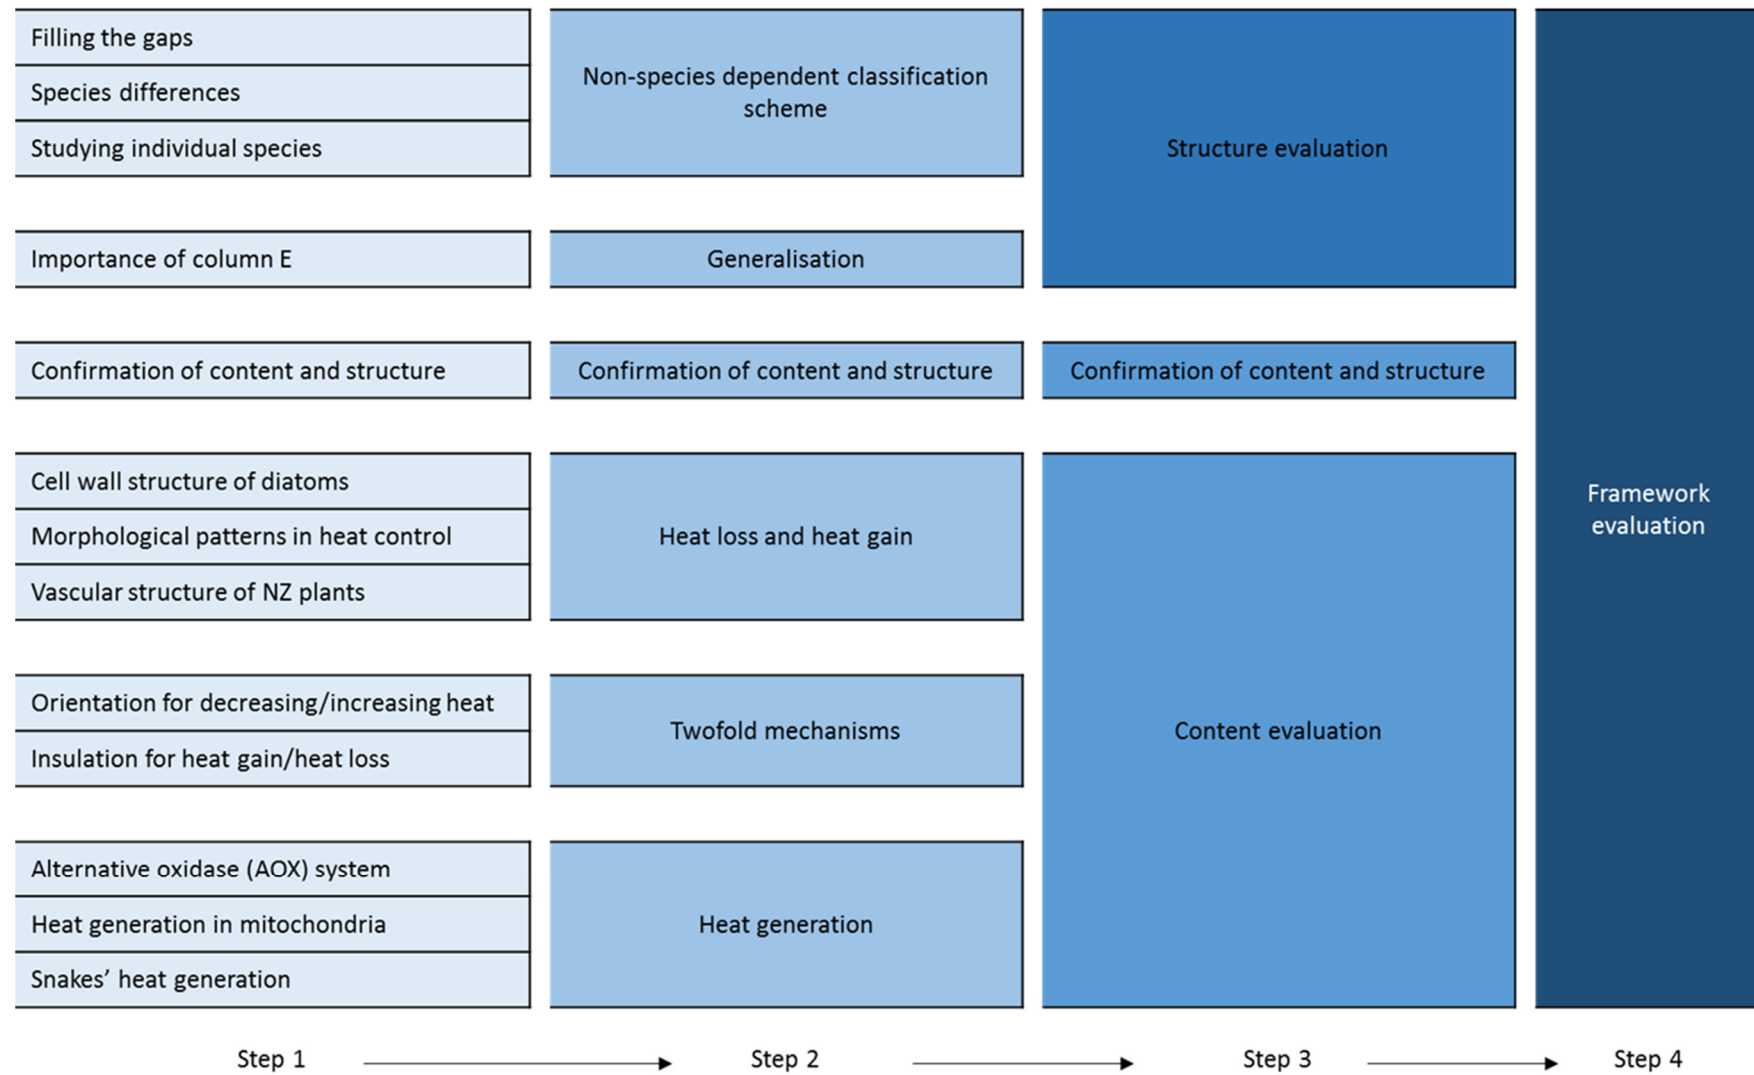 Filling the gaps
Species differences
Studying individual species
Non-species dependent classification
scheme
Structure evaluation
Importance of column E
Generalisation
Confirmation of content and structure
Confirmation of content and structure
Confirmation of content and structure
Cell wall structure of diatoms
Morphological patterns in heat control
Vascular structure of NZ plants
Heat loss and heat gain
Orientation for decreasing/increasing heat
Insulation for heat gain/heat loss
Twofold mechanisms
Content evaluation
Alternative oxidase (AOX) system
Heat generation in mitochondria
Snakes’ heat generation
Heat generation
Framework
evaluation
Step 1
Step 2
Step 3
Step 4